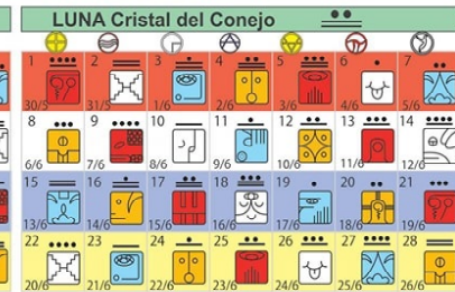 LUNA Cristal del Conejo
1 2 3 4 5 6 7
30/5 31/5 1/6 2/6 3/6 4/6 5/6
8 9 10 11 12 13 14
6/6 7/6 8/6 9/6 10/6 11/6 12/6
15 16 17 18 19 20 21
13/6 14/6 15/6 16/6 17/6 18/6 19/6
22 23 24 25 26 27 28
20/6 21/6 22/6 23/6 24/6 25/6 26/6